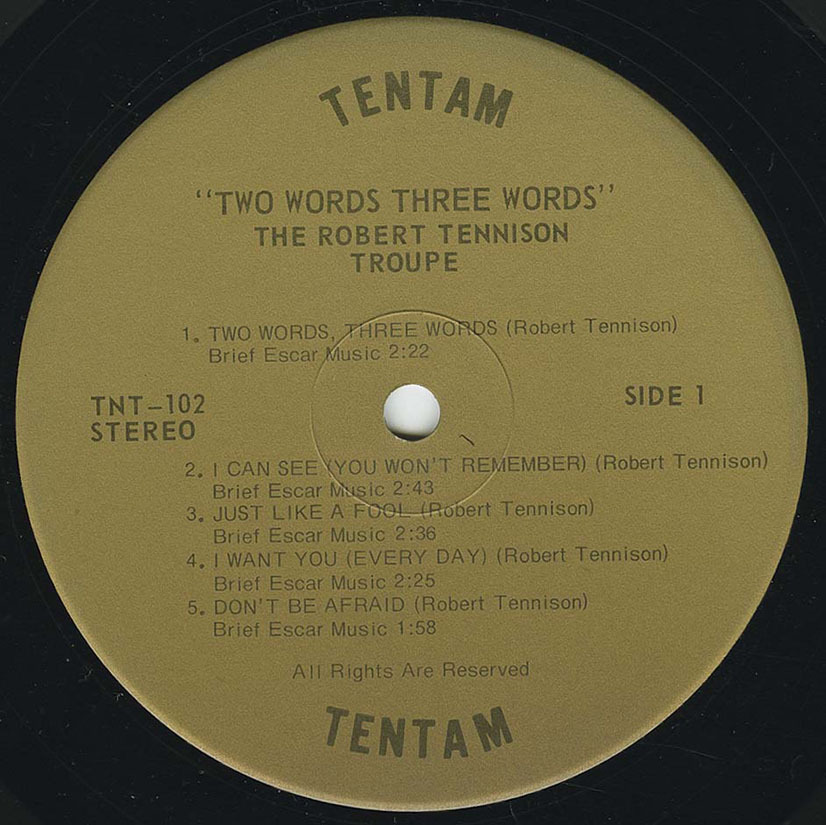 TENTAM
"TWO WORDS THREE WORDS"
THE ROBERT TENNISON
TROUPE
1. TWO WORDS, THREE WORDS (Robert Tennison)
Brief Escar Music 2:22
TNT-102
STEREO
SIDE 1
2. I CAN SEE (YOU WON'T REMEMBER) (Robert Tennison)
Brief Escar Music 2:43
3. JUST LIKE A FOOL (Robert Tennison)
Brief Escar Music 2:36
4. I WANT YOU (EVERY DAY) (Robert Tennison)
Brief Escar Music 2:25
5. DON'T BE AFRAID (Robert Tennison)
Brief Escar Music 1:58
All Rights Are Reserved
TENTAM